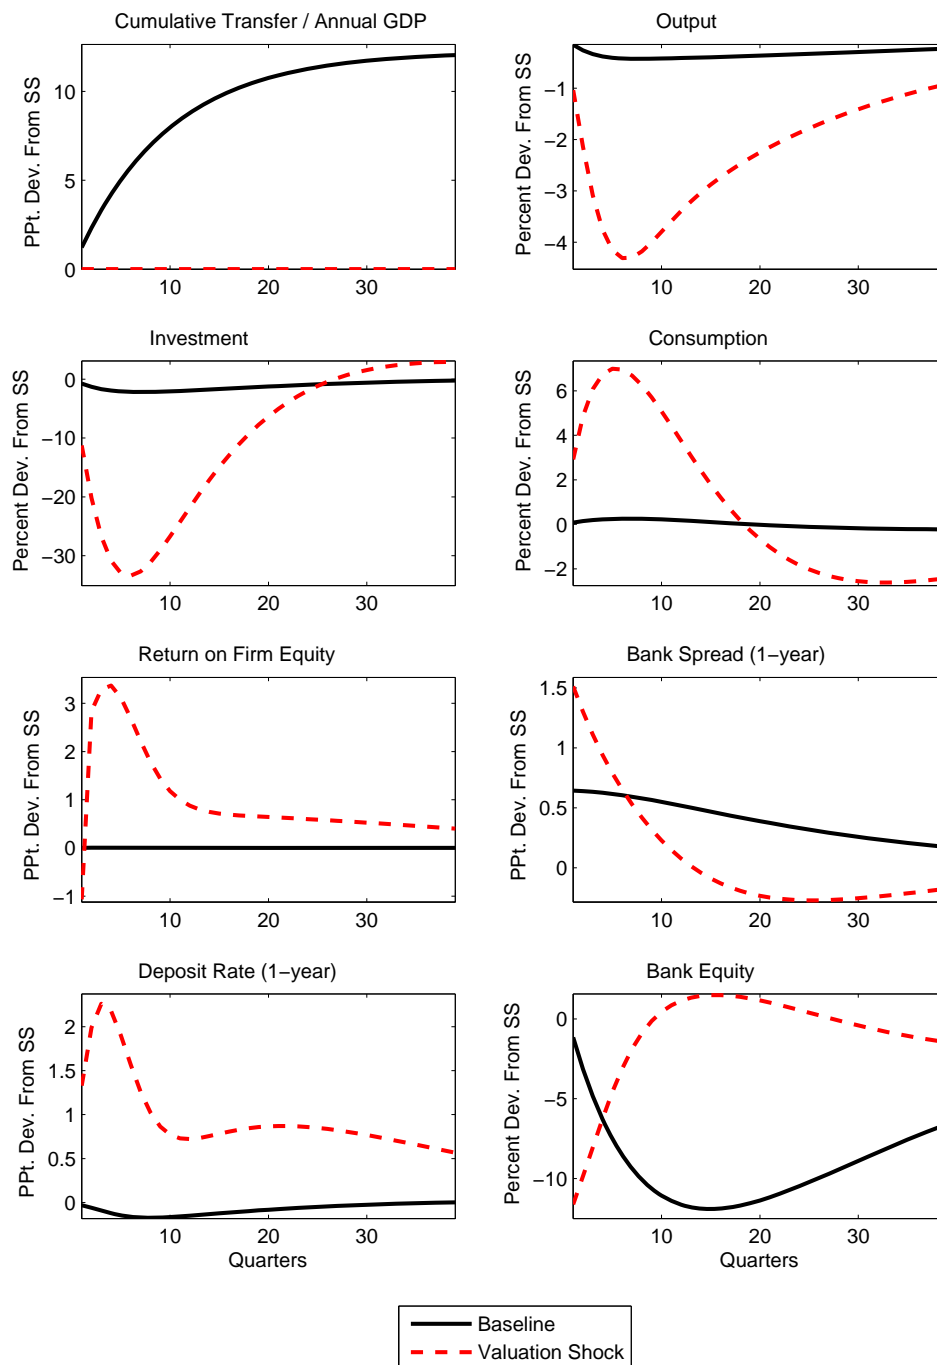 Cumulative Transfer / Annual GDP
PPt. Dev. From SS
10
5
0
10 20 30
Output
Percent Dev. From SS
−1
−2
−3
−4
10 20 30
Investment
Percent Dev. From SS
0
−10
−20
−30
10 20 30
Consumption
Percent Dev. From SS
6
4
2
0
−2
10 20 30
Return on Firm Equity
PPt. Dev. From SS
3
2
1
0
−1
10 20 30
Bank Spread (1−year)
PPt. Dev. From SS
1.5
1
0.5
0
10 20 30
Deposit Rate (1−year)
PPt. Dev. From SS
2
1.5
1
0.5
0
10 20 30
Quarters
Bank Equity
Percent Dev. From SS
0
−5
−10
10 20 30
Quarters
Baseline
Valuation Shock